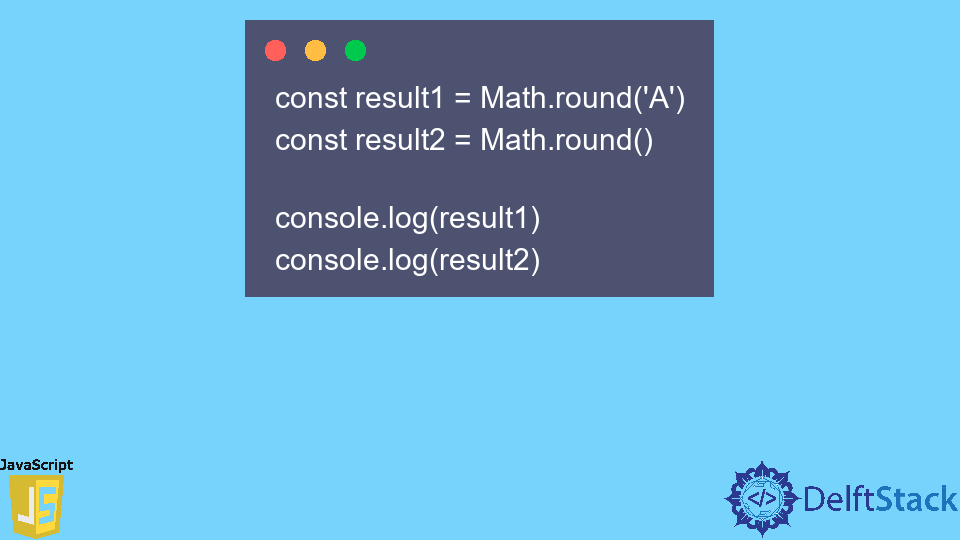 const result1 = Math.round('A')
const result2 = Math.round()
console.log(result1)
console.log(result2)
JavaScript
JS
</>
DelftStack